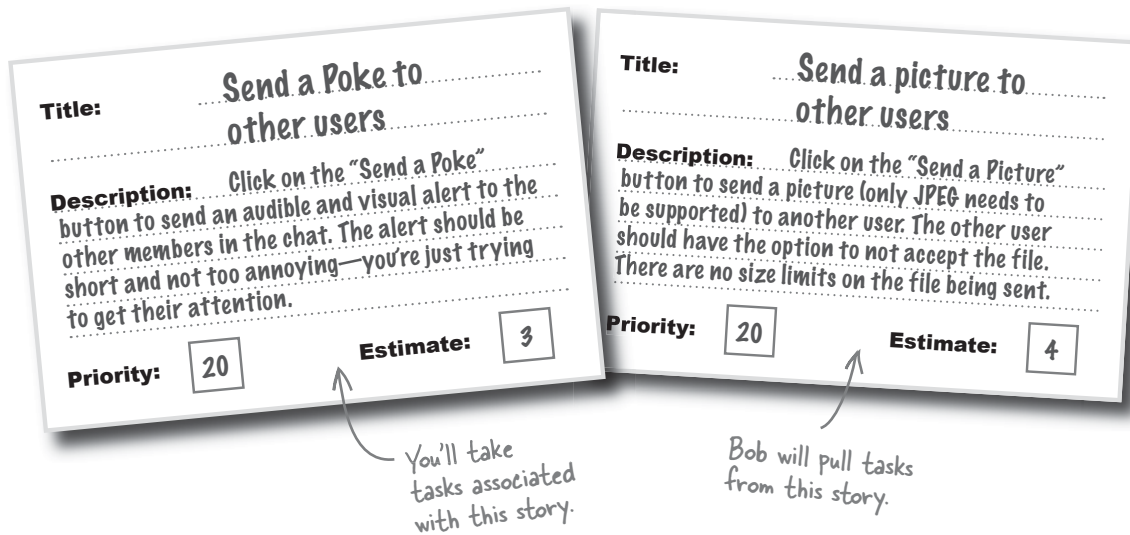 Title: Send a Poke to
other users
Description: Click on the “Send a Poke”
button to send an audible and visual alert to the
other members in the chat. The alert should be
short and not too annoying—you’re just trying
to get their attention.
Priority: 20 Estimate: 3
You’ll take
tasks associated
with this story.
Title: Send a picture to
other users
Description: Click on the “Send a Picture”
button to send a picture (only JPEG needs to
be supported) to another user. The other user
should have the option to not accept the file.
There are no size limits on the file being sent.
Priority: 20 Estimate: 4
Bob will pull tasks
from this story.